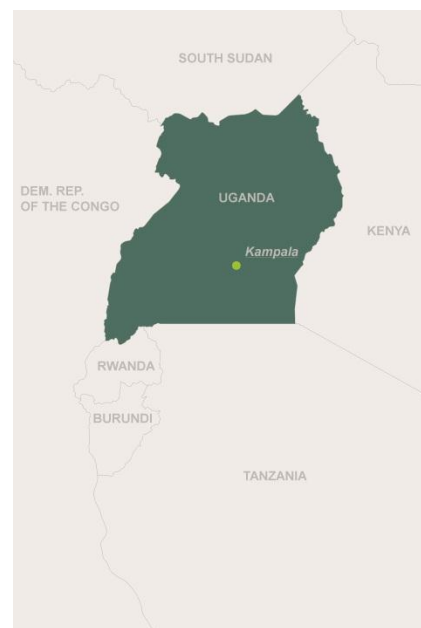 SOUTH SUDAN
DEM. REP.
OF THE CONGO
UGANDA
KENYA
Kampala
RWANDA
BURUNDI
TANZANIA